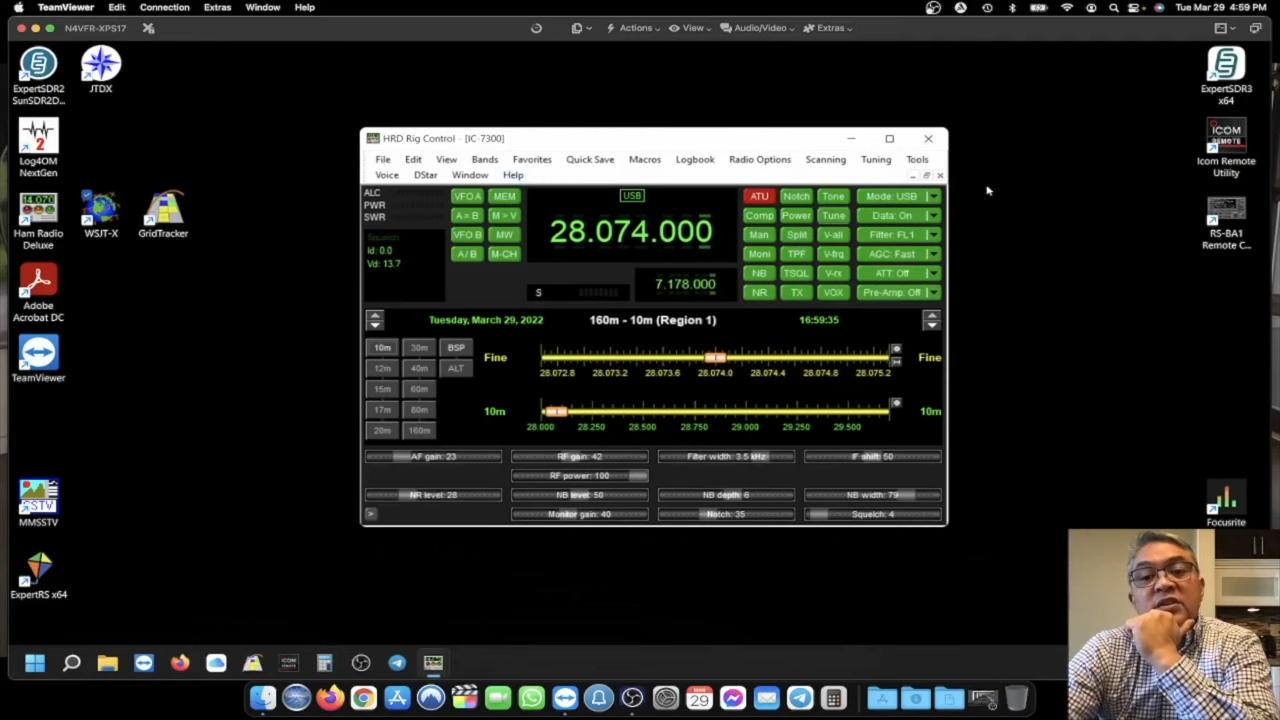 TeamViewer Edit Connection Extras Window Help Tue Mar 29 4:59 PM
N4VFR-XPS17 Actions View Audio/Video Extras
ExpertSDR2
SunSDR2D...
JTDX
ExpertSDR3
x64
Log4OM
NextGen
ICOM
REMOTE
Icom Remote
Utility
14.070
Ham Radio
Deluxe
WSJT-X
GridTracker
RS-BA1
Remote C...
Adobe
Acrobat DC
TeamViewer
SSTV
MMSSTV
Focusrite
ExpertRS x64
HRD Rig Control - [IC-7300]
File Edit View Bands Favorites Quick Save Macros Logbook Radio Options Scanning Tuning Tools
Voice DStar Window Help
ALC
PWR
SWR
Squelch
Id: 0.0
Vd: 13.7
VFO A MEM
A = B M > V
VFO B MW
A / B M-CH
USB
28.074.000
7.178.000
S
ATU Notch Tone Mode: USB
Comp Power Tune Data: On
Man Split V-all Filter: FL1
Moni TPF V-frq AGC: Fast
NB TSQL V-rx ATT: Off
NR TX VOX Pre-Amp: Off
Tuesday, March 29, 2022 160m - 10m (Region 1) 16:59:35
10m 30m BSP
12m 40m ALT
15m 60m
17m 80m
20m 160m
Fine Fine
28.072.8 28.073.2 28.073.6 28.074.0 28.074.4 28.074.8 28.075.2
10m 10m
28.000 28.250 28.500 28.750 29.000 29.250 29.500
AF gain: 23 RF gain: 42 Filter width: 3.5 kHz IF shift: 50
RF power: 100
NR level: 28 NB level: 50 NB depth: 6 NB width: 79
> Monitor gain: 40 Notch: 35 Squelch: 4
ICOM
REMOTE
MAR
29